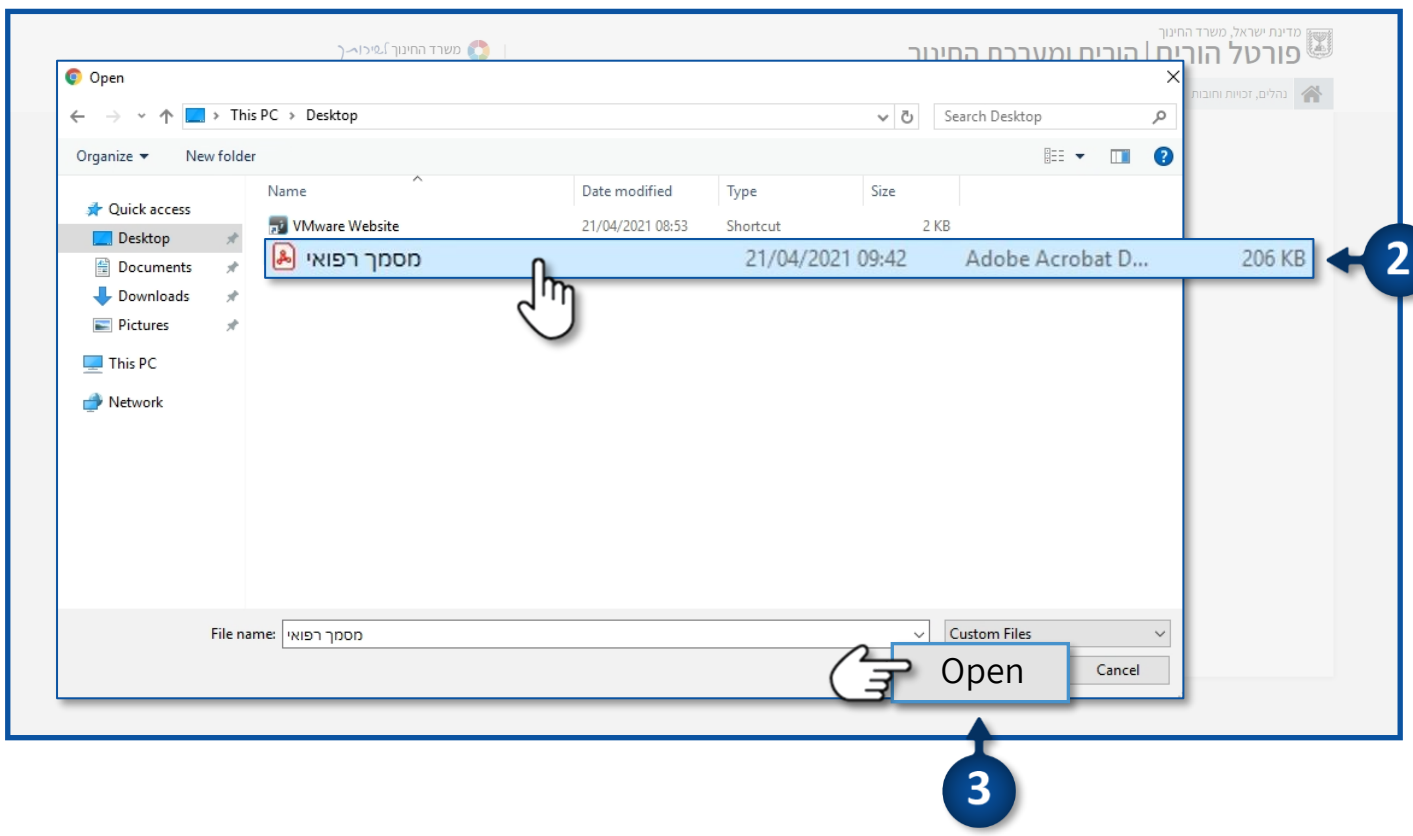 מדינת ישראל, משרד החינוך
פורטל הורים | הורים ומערכת החינוך
משרד החינוך לשירותך
נהלים, זכויות וחובות
Open
This PC > Desktop
Search Desktop
Organize
New folder
Name Date modified Type Size
Quick access
Desktop
Documents
Downloads
Pictures
This PC
Network
VMware Website 21/04/2021 08:53 Shortcut 2 KB
מסמך רפואי 21/04/2021 09:42 Adobe Acrobat D... 206 KB
2
File name: מסמך רפואי
Custom Files
Open
Cancel
3